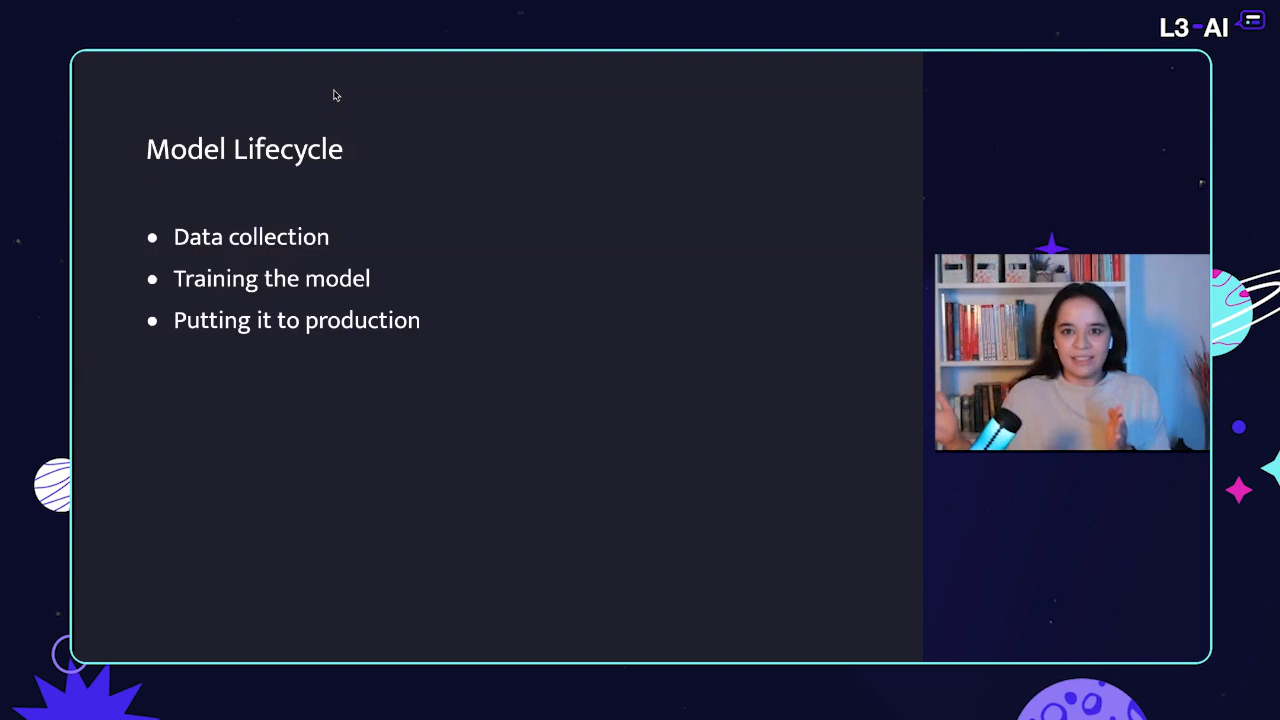 L3-AI
Model Lifecycle
• Data collection
• Training the model
• Putting it to production